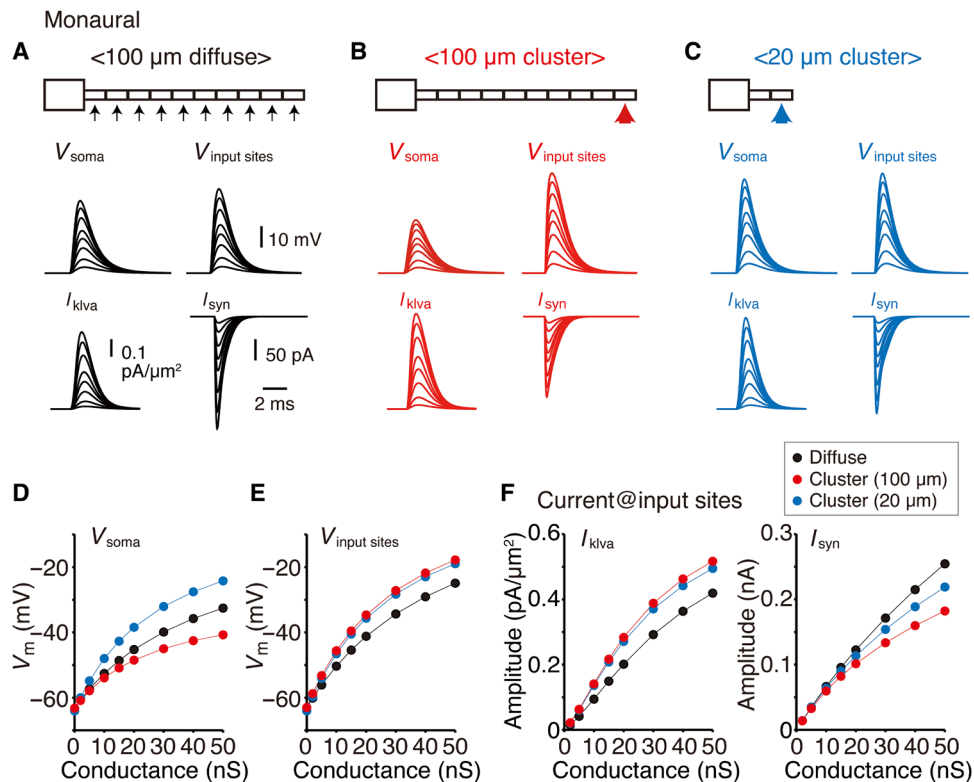 Monaural
A <100 µm diffuse>
B <100 µm cluster>
C <20 µm cluster>
Vsoma Vinput sites
10 mV
Iklva Isyn
0.1
pA/µm²
50 pA
2 ms
Vsoma Vinput sites
Iklva Isyn
Vsoma Vinput sites
Iklva Isyn
Diffuse
Cluster (100 µm)
Cluster (20 µm)
D Vsoma
Vm (mV)
−20
−40
−60
0 10 20 30 40 50
Conductance (nS)
E Vinput sites
Vm (mV)
−20
−40
−60
0 10 20 30 40 50
Conductance (nS)
F Current@input sites
Iklva
Amplitude (pA/µm²)
0.6
0.4
0.2
0
0 10 20 30 40 50
Isyn
Amplitude (nA)
0.3
0.2
0.1
0
0 10 20 30 40 50
Conductance (nS)